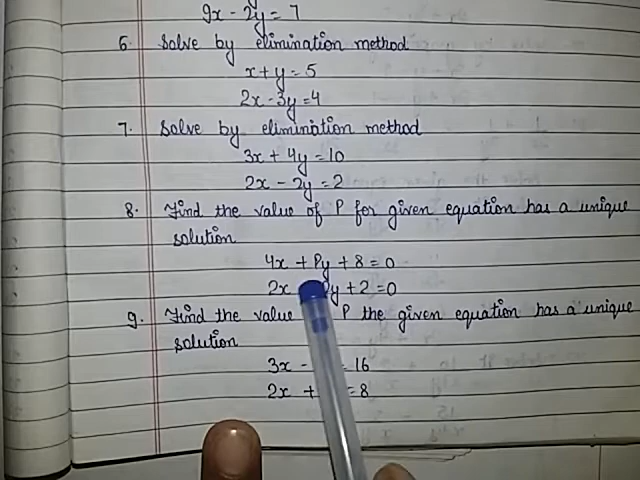 9x - 2y = 7
6. Solve by elimination method
x + y = 5
2x - 3y = 4
7. Solve by elimination method
3x + 4y = 10
2x - 2y = 2
8. Find the value of P for given equation has a unique
solution
4x + Py + 8 = 0
2x 2y + 2 = 0
9. Find the value P the given equation has a unique
solution
3x - = 16
2x + = 8